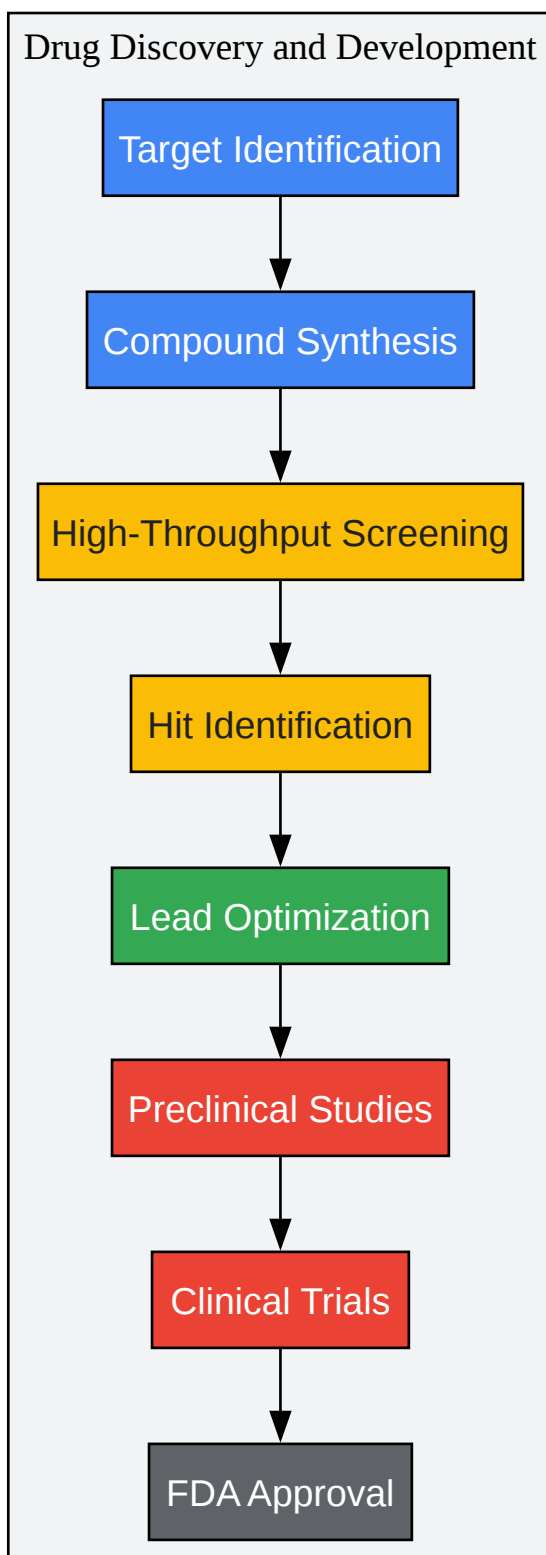 Drug Discovery and Development
Target Identification
Compound Synthesis
High-Throughput Screening
Hit Identification
Lead Optimization
Preclinical Studies
Clinical Trials
FDA Approval